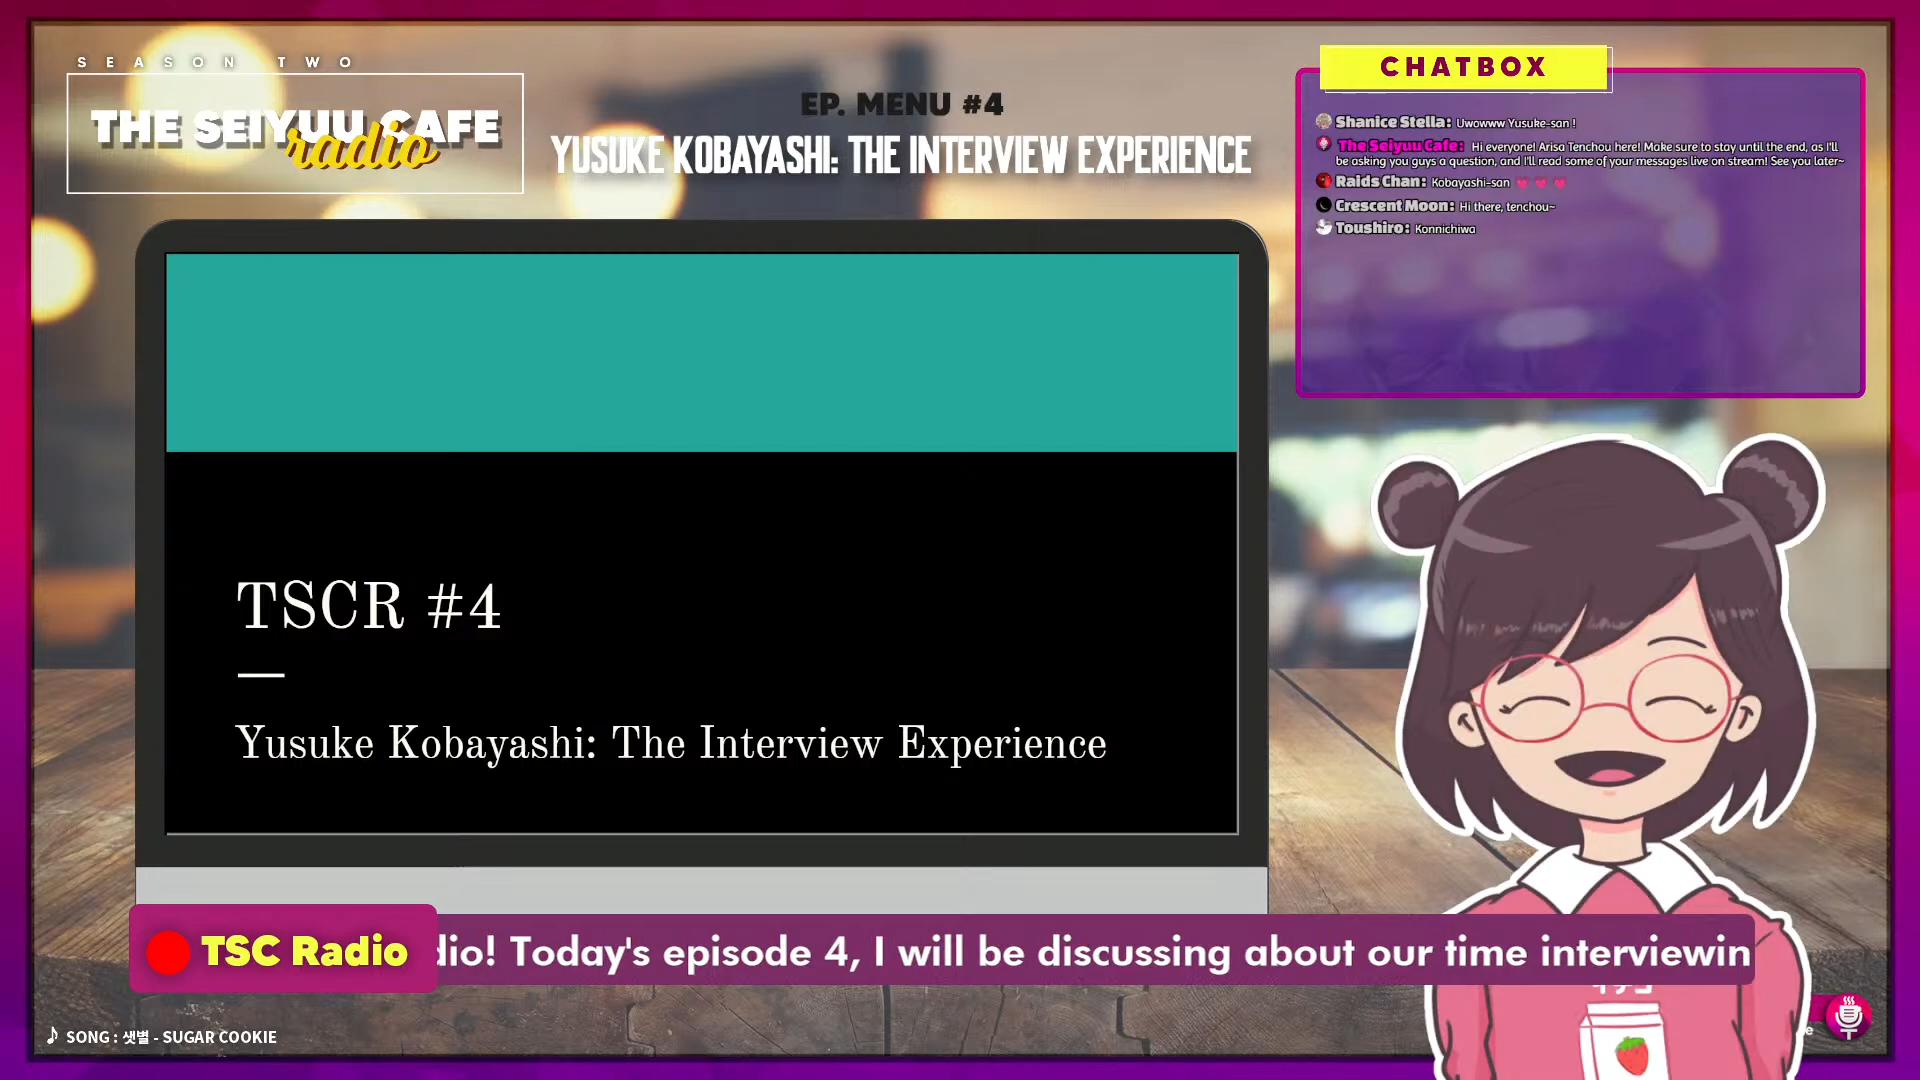 SEASON TWO
THE SEIYUU CAFE
radio
EP. MENU #4
YUSUKE KOBAYASHI: THE INTERVIEW EXPERIENCE
CHATBOX
Shanice Stella: Uwowww Yusuke-san !
The Seiyuu Cafe: Hi everyone! Arisa Tenchou here! Make sure to stay until the end, as I'll
be asking you guys a question, and I'll read some of your messages live on stream! See you later~
Raids Chan: Kobayashi-san
Crescent Moon: Hi there, tenchou~
Toushiro: Konnichiwa
TSCR #4
Yusuke Kobayashi: The Interview Experience
TSC Radio
dio! Today's episode 4, I will be discussing about our time interviewin
SONG : 샛별 - SUGAR COOKIE